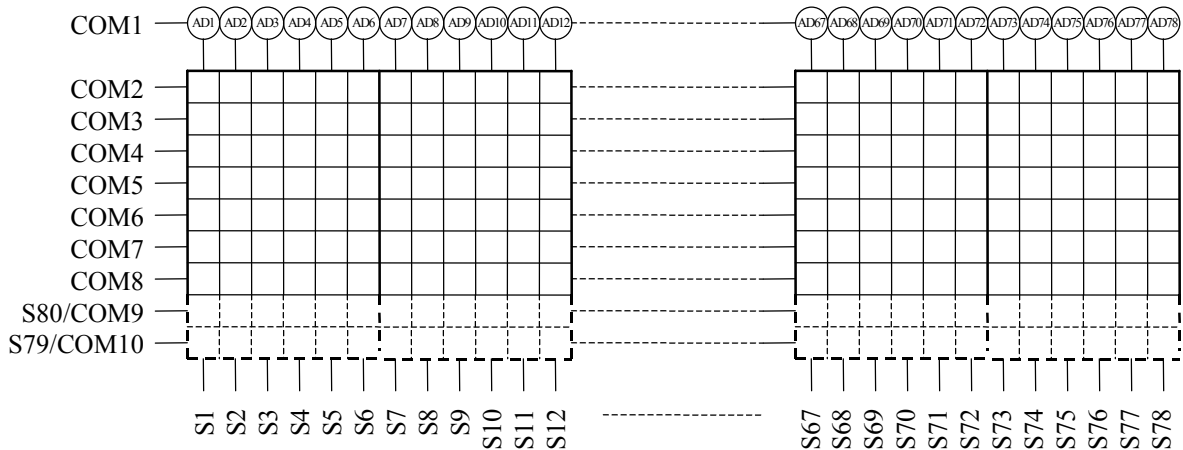 COM1 AD1 AD2 AD3 AD4 AD5 AD6 AD7 AD8 AD9 AD10 AD11 AD12 AD67 AD68 AD69 AD70 AD71 AD72 AD73 AD74 AD75 AD76 AD77 AD78
COM2
COM3
COM4
COM5
COM6
COM7
COM8
S80/COM9
S79/COM10
S1 S2 S3 S4 S5 S6 S7 S8 S9 S10 S11 S12 S67 S68 S69 S70 S71 S72 S73 S74 S75 S76 S77 S78